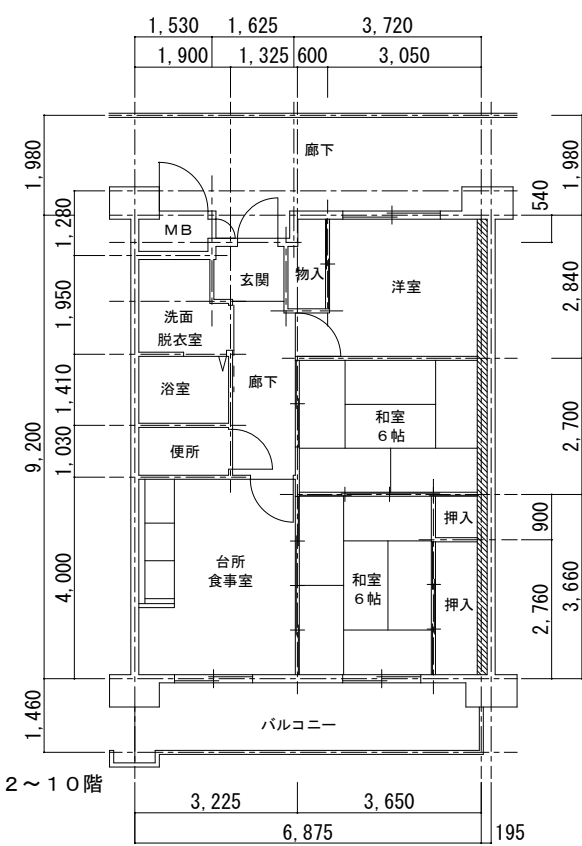 1,530 1,625 3,720
1,900 1,325 600 3,050
1,980
廊下
1,980
540
1,280
MB
玄関
物入
洋室
2,840
1,950
洗面
脱衣室
9,200
1,410
浴室
廊下
和室
6帖
2,700
1,030
便所
押入
900
4,000
台所
食事室
和室
6帖
押入
2,760
3,660
1,460
バルコニー
2~10階
3,225 3,650
6,875 195